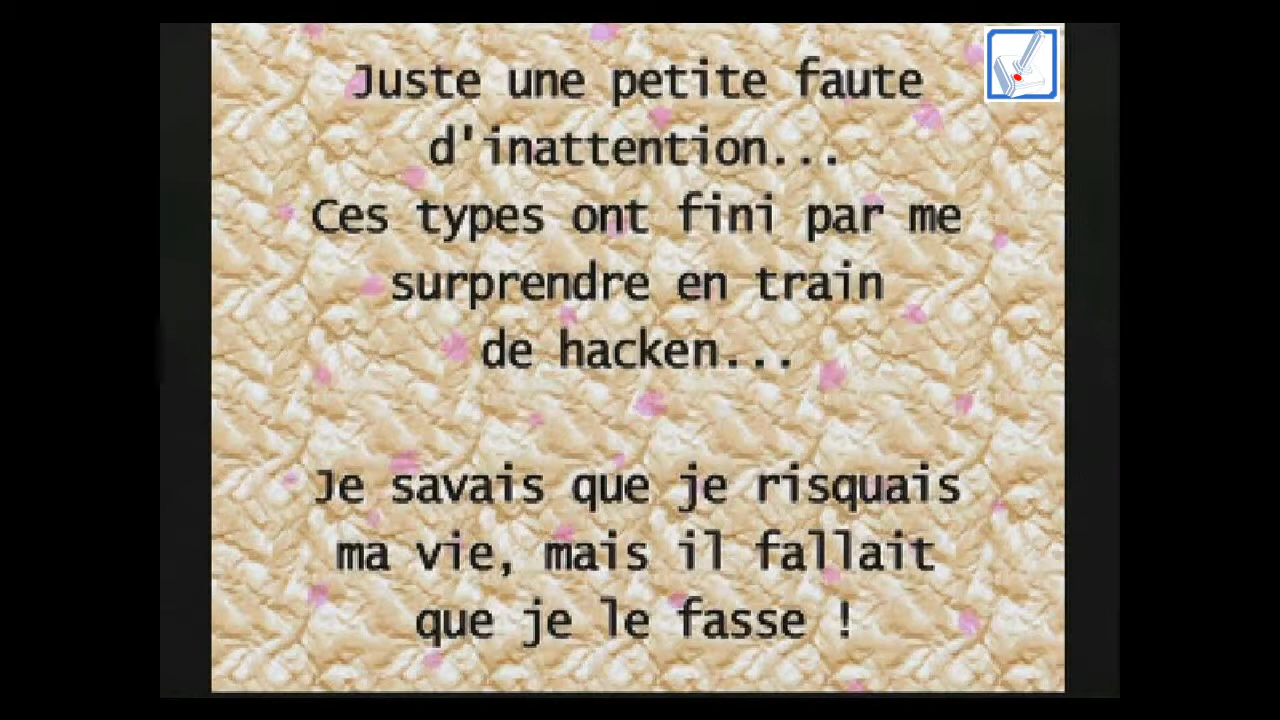 Juste une petite faute
d'inattention...
Ces types ont fini par me
surprendre en train
de hacken...
Je savais que je risquais
ma vie, mais il fallait
que je le fasse !